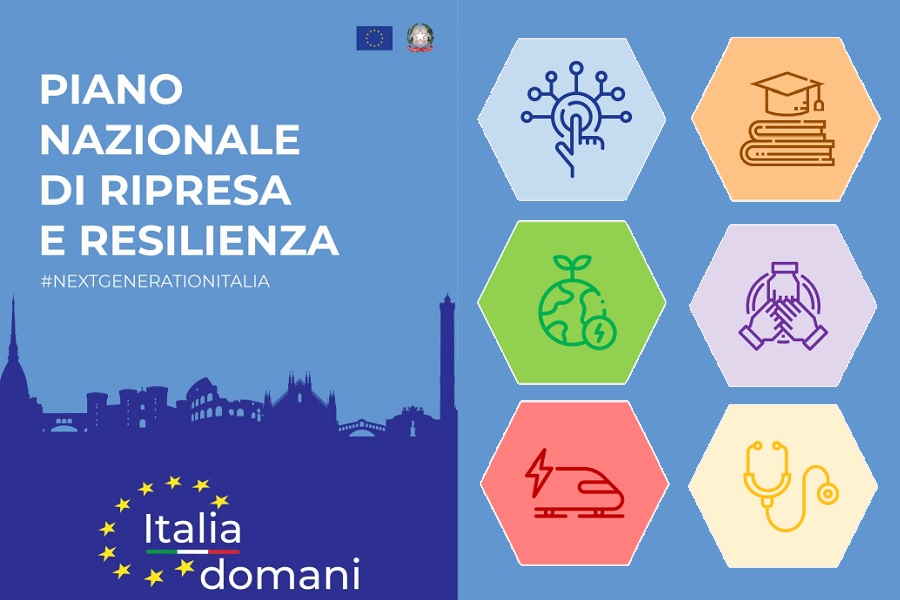 PIANO
NAZIONALE
DI RIPRESA
E RESILIENZA
#NEXTGENERATIONITALIA
Italia
domani